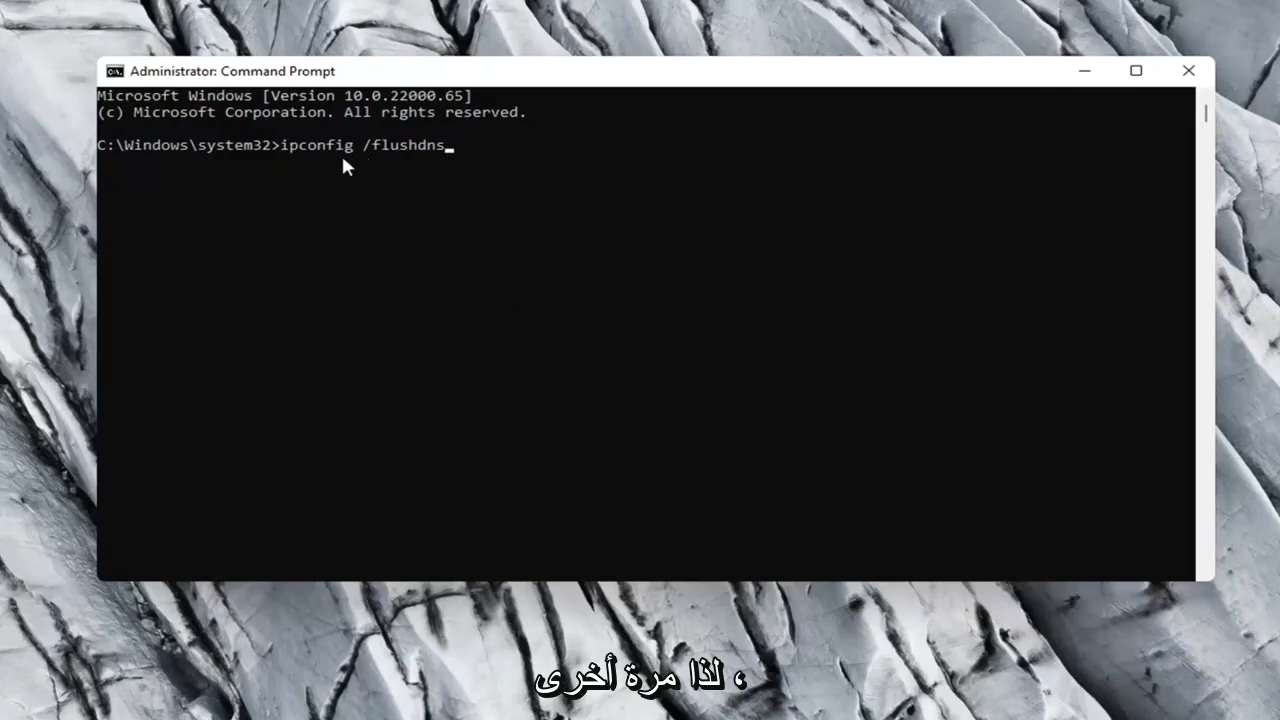 Administrator: Command Prompt
Microsoft Windows [Version 10.0.22000.65]
(c) Microsoft Corporation. All rights reserved.
C:\Windows\system32>ipconfig /flushdns
، لذا مرة أخرى